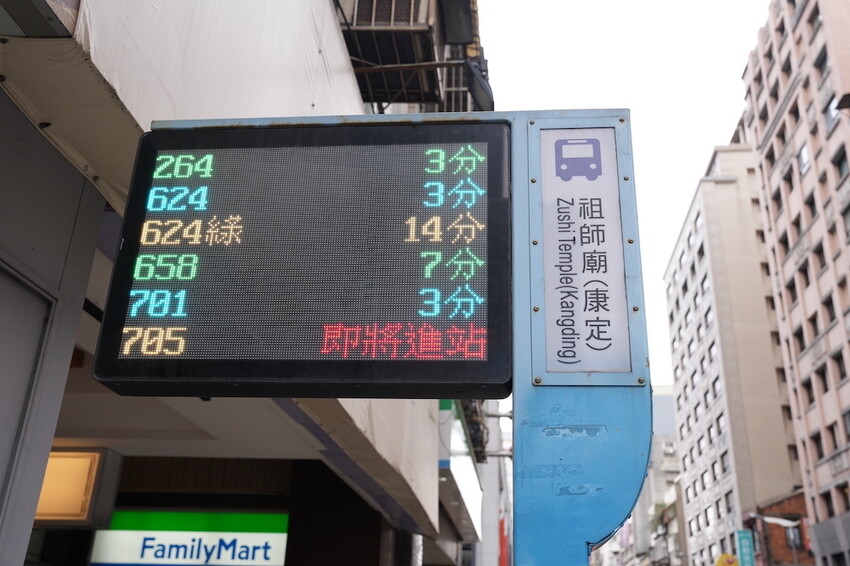 264 3分
624 3分
624綠 14分
658 7分
701 3分
705 即將進站
祖師廟(康定)
Zushi Temple(Kangding)
FamilyMart